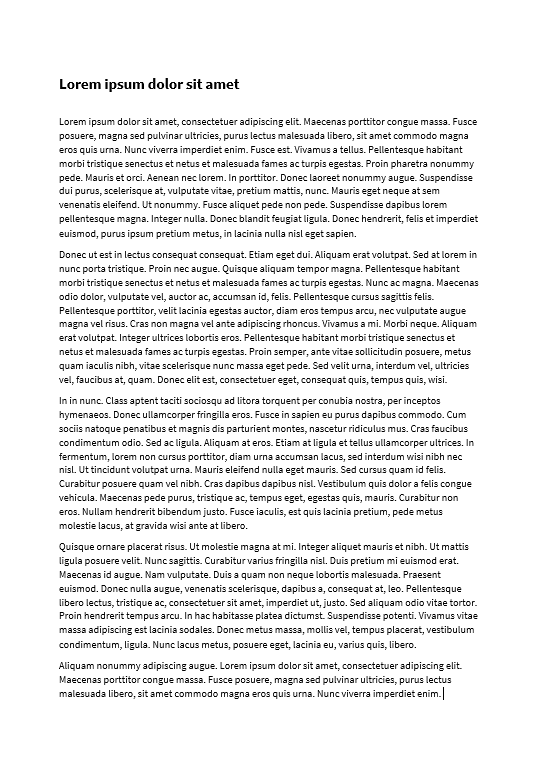 Lorem ipsum dolor sit amet
Lorem ipsum dolor sit amet, consectetuer adipiscing elit. Maecenas porttitor congue massa. Fusce
posuere, magna sed pulvinar ultricies, purus lectus malesuada libero, sit amet commodo magna
eros quis urna. Nunc viverra imperdiet enim. Fusce est. Vivamus a tellus. Pellentesque habitant
morbi tristique senectus et netus et malesuada fames ac turpis egestas. Proin pharetra nonummy
pede. Mauris et orci. Aenean nec lorem. In porttitor. Donec laoreet nonummy augue. Suspendisse
dui purus, scelerisque at, vulputate vitae, pretium mattis, nunc. Mauris eget neque at sem
venenatis eleifend. Ut nonummy. Fusce aliquet pede non pede. Suspendisse dapibus lorem
pellentesque magna. Integer nulla. Donec blandit feugiat ligula. Donec hendrerit, felis et imperdiet
euismod, purus ipsum pretium metus, in lacinia nulla nisl eget sapien.
Donec ut est in lectus consequat consequat. Etiam eget dui. Aliquam erat volutpat. Sed at lorem in
nunc porta tristique. Proin nec augue. Quisque aliquam tempor magna. Pellentesque habitant
morbi tristique senectus et netus et malesuada fames ac turpis egestas. Nunc ac magna. Maecenas
odio dolor, vulputate vel, auctor ac, accumsan id, felis. Pellentesque cursus sagittis felis.
Pellentesque porttitor, velit lacinia egestas auctor, diam eros tempus arcu, nec vulputate augue
magna vel risus. Cras non magna vel ante adipiscing rhoncus. Vivamus a mi. Morbi neque. Aliquam
erat volutpat. Integer ultrices lobortis eros. Pellentesque habitant morbi tristique senectus et
netus et malesuada fames ac turpis egestas. Proin semper, ante vitae sollicitudin posuere, metus
quam iaculis nibh, vitae scelerisque nunc massa eget pede. Sed velit urna, interdum vel, ultricies
vel, faucibus at, quam. Donec elit est, consectetuer eget, consequat quis, tempus quis, wisi.
In in nunc. Class aptent taciti sociosqu ad litora torquent per conubia nostra, per inceptos
hymenaeos. Donec ullamcorper fringilla eros. Fusce in sapien eu purus dapibus commodo. Cum
sociis natoque penatibus et magnis dis parturient montes, nascetur ridiculus mus. Cras faucibus
condimentum odio. Sed ac ligula. Aliquam at eros. Etiam at ligula et tellus ullamcorper ultrices. In
fermentum, lorem non cursus porttitor, diam urna accumsan lacus, sed interdum wisi nibh nec
nisl. Ut tincidunt volutpat urna. Mauris eleifend nulla eget mauris. Sed cursus quam id felis.
Curabitur posuere quam vel nibh. Cras dapibus dapibus nisl. Vestibulum quis dolor a felis congue
vehicula. Maecenas pede purus, tristique ac, tempus eget, egestas quis, mauris. Curabitur non
eros. Nullam hendrerit bibendum justo. Fusce iaculis, est quis lacinia pretium, pede metus
molestie lacus, at gravida wisi ante at libero.
Quisque ornare placerat risus. Ut molestie magna at mi. Integer aliquet mauris et nibh. Ut mattis
ligula posuere velit. Nunc sagittis. Curabitur varius fringilla nisl. Duis pretium mi euismod erat.
Maecenas id augue. Nam vulputate. Duis a quam non neque lobortis malesuada. Praesent
euismod. Donec nulla augue, venenatis scelerisque, dapibus a, consequat at, leo. Pellentesque
libero lectus, tristique ac, consectetuer sit amet, imperdiet ut, justo. Sed aliquam odio vitae tortor.
Proin hendrerit tempus arcu. In hac habitasse platea dictumst. Suspendisse potenti. Vivamus vitae
massa adipiscing est lacinia sodales. Donec metus massa, mollis vel, tempus placerat, vestibulum
condimentum, ligula. Nunc lacus metus, posuere eget, lacinia eu, varius quis, libero.
Aliquam nonummy adipiscing augue. Lorem ipsum dolor sit amet, consectetuer adipiscing elit.
Maecenas porttitor congue massa. Fusce posuere, magna sed pulvinar ultricies, purus lectus
malesuada libero, sit amet commodo magna eros quis urna. Nunc viverra imperdiet enim.